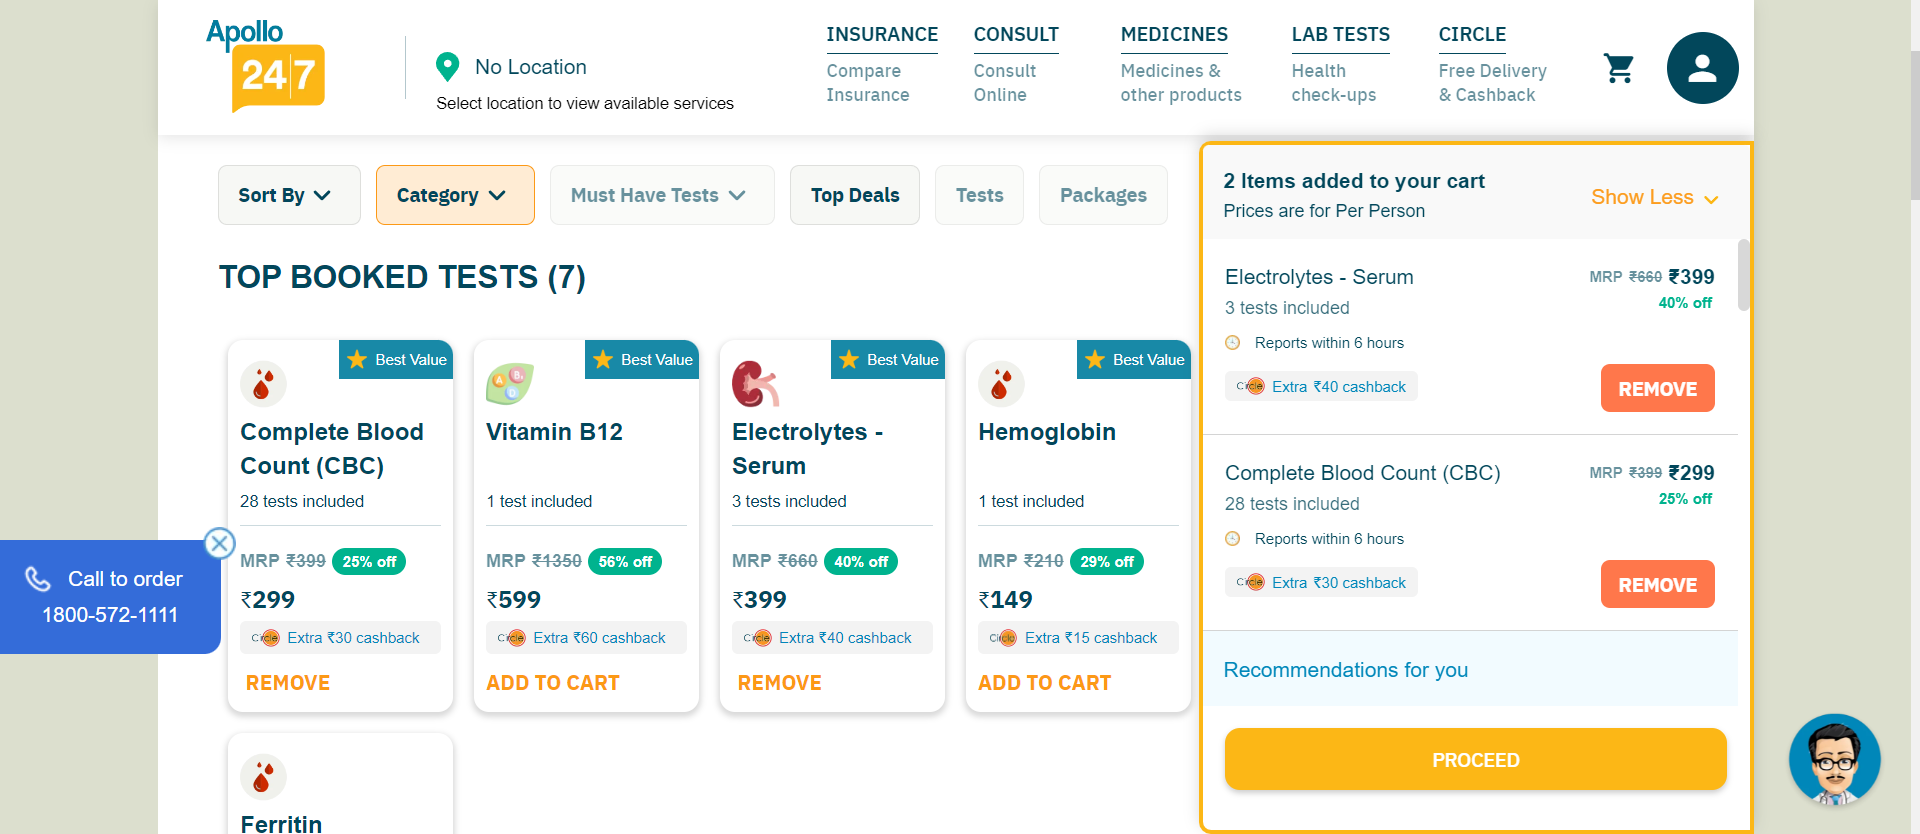 Apollo
24|7
No Location
Select location to view available services
INSURANCE
Compare
Insurance
CONSULT
Consult
Online
MEDICINES
Medicines &
other products
LAB TESTS
Health
check-ups
CIRCLE
Free Delivery
& Cashback
Sort By
Category
Must Have Tests
Top Deals
Tests
Packages
TOP BOOKED TESTS (7)
Best Value
Complete Blood
Count (CBC)
28 tests included
MRP ₹399 25% off
₹299
Circle Extra ₹30 cashback
REMOVE
Best Value
A B₁ D
Vitamin B12
1 test included
MRP ₹1350 56% off
₹599
Circle Extra ₹60 cashback
ADD TO CART
Best Value
Electrolytes -
Serum
3 tests included
MRP ₹660 40% off
₹399
Circle Extra ₹40 cashback
REMOVE
Best Value
Hemoglobin
1 test included
MRP ₹210 29% off
₹149
Circle Extra ₹15 cashback
ADD TO CART
Ferritin
Call to order
1800-572-1111
2 Items added to your cart
Prices are for Per Person
Show Less
Electrolytes - Serum
MRP ₹660 ₹399
3 tests included
40% off
Reports within 6 hours
Circle Extra ₹40 cashback
REMOVE
Complete Blood Count (CBC)
MRP ₹399 ₹299
28 tests included
25% off
Reports within 6 hours
Circle Extra ₹30 cashback
REMOVE
Recommendations for you
PROCEED